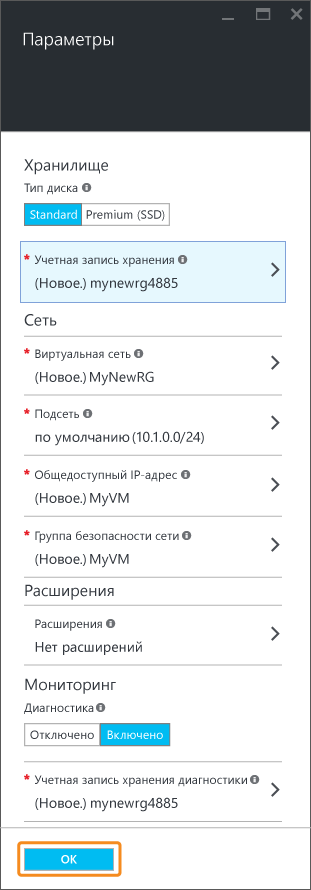 Параметры
Хранилище
Тип диска
Standard Premium (SSD)
* Учетная запись хранения
(Новое.) mynewrg4885
Сеть
* Виртуальная сеть
(Новое.) MyNewRG
* Подсеть
по умолчанию (10.1.0.0/24)
* Общедоступный IP-адрес
(Новое.) MyVM
* Группа безопасности сети
(Новое.) MyVM
Расширения
Расширения
Нет расширений
Мониторинг
Диагностика
Отключено Включено
* Учетная запись хранения диагностики
(Новое.) mynewrg4885
ОК